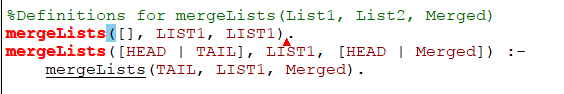 %Definitions for mergeLists(List1, List2, Merged)
mergeLists([], LIST1, LIST1).
mergeLists([HEAD | TAIL], LIST1, [HEAD | Merged]) :-
    mergeLists(TAIL, LIST1, Merged).